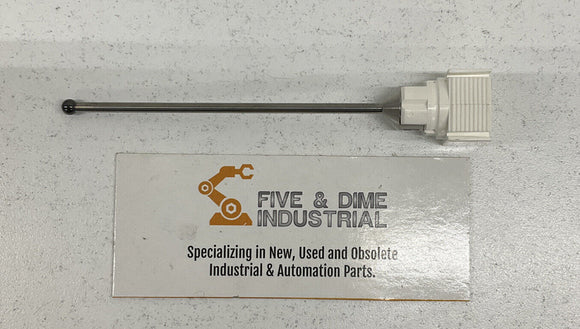 FIVE & DIME
INDUSTRIAL
Specializing in New, Used and Obsolete
Industrial & Automation Parts.